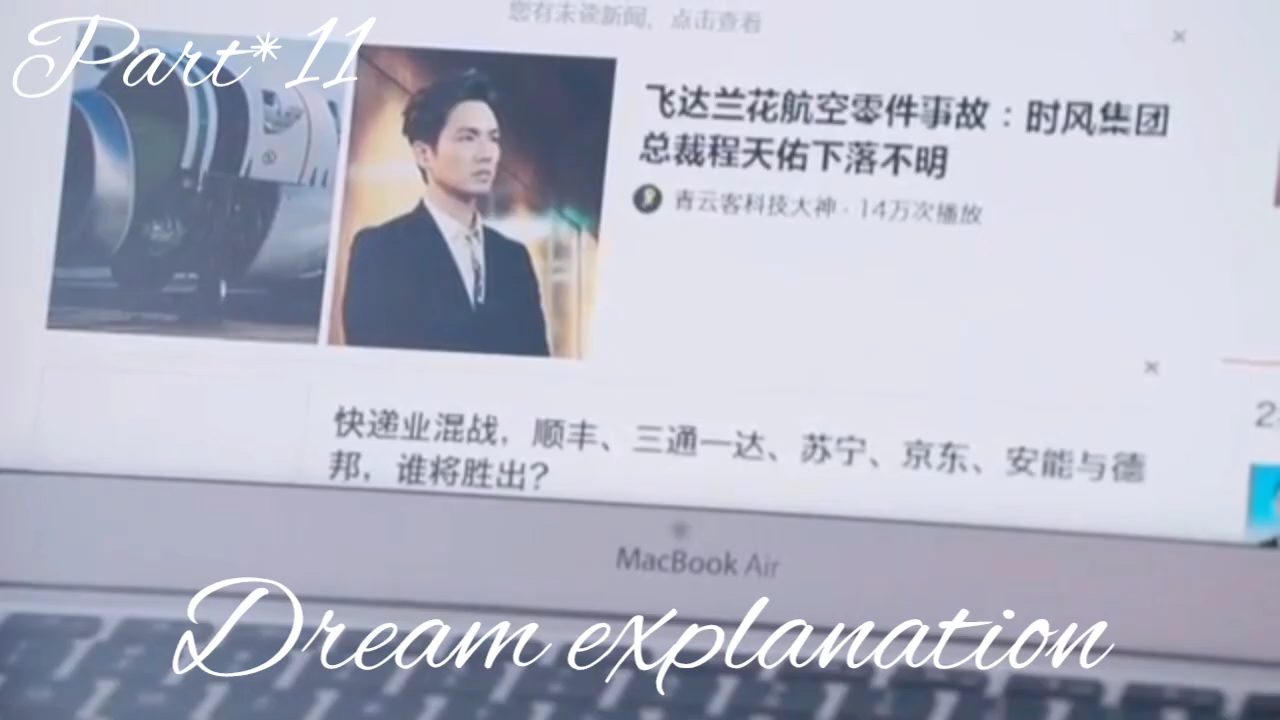 Part*11
您有未读新闻，点击查看
飞达兰花航空零件事故：时风集团
总裁程天佑下落不明
青云客科技大神 · 14万次播放
快递业混战，顺丰、三通一达、苏宁、京东、安能与德
邦，谁将胜出？
2
MacBook Air
Dream explanation